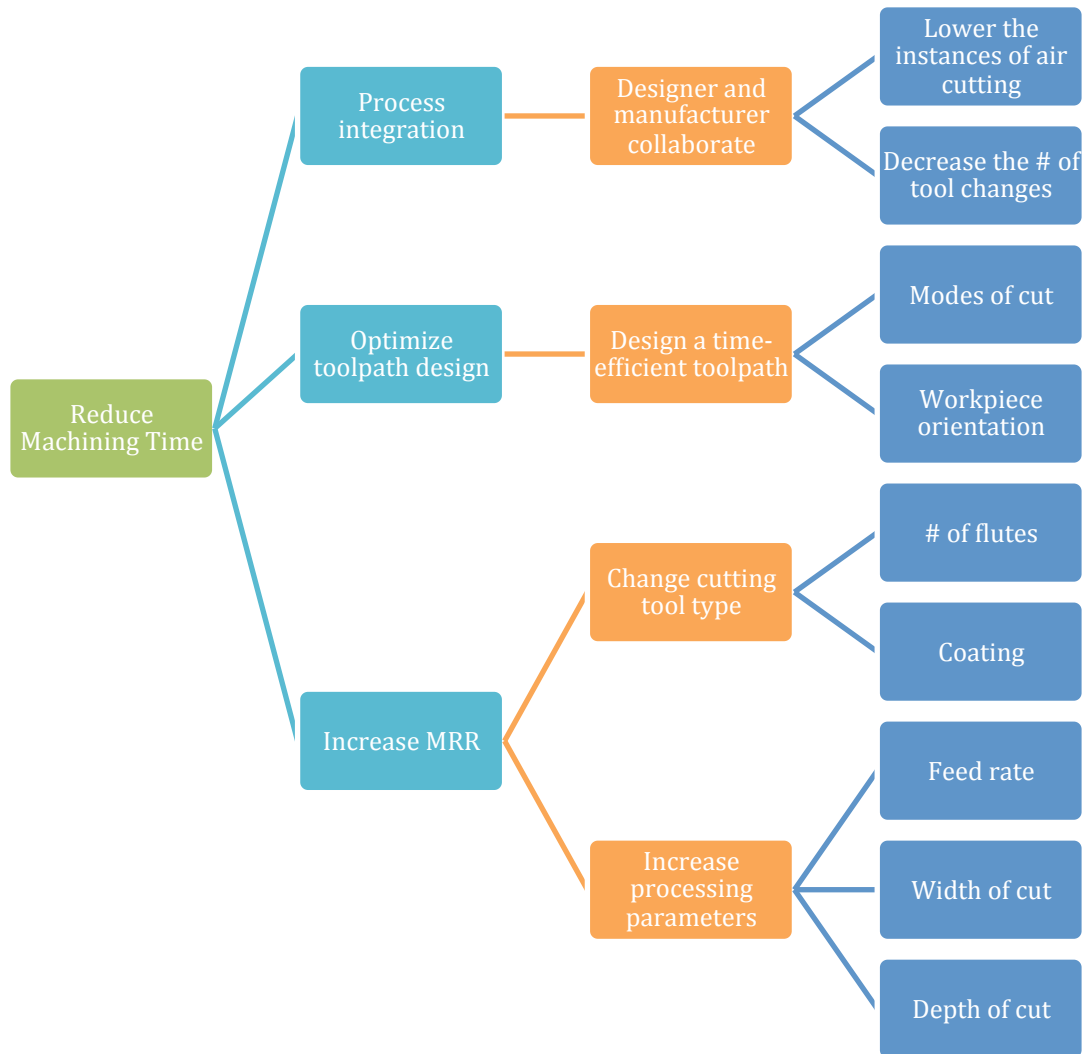 Reduce
Machining Time
Process
integration
Designer and
manufacturer
collaborate
Lower the
instances of air
cutting
Decrease the # of
tool changes
Optimize
toolpath design
Design a time-
efficient toolpath
Modes of cut
Workpiece
orientation
Increase MRR
Change cutting
tool type
# of flutes
Coating
Increase
processing
parameters
Feed rate
Width of cut
Depth of cut